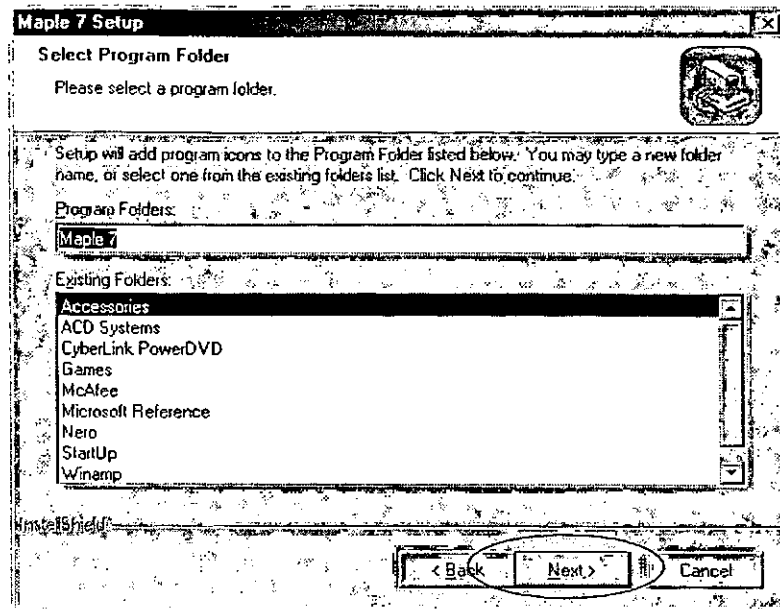 Maple 7 Setup
Select Program Folder
Please select a program folder.
Setup will add program icons to the Program Folder listed below. You may type a new folder
name, or select one from the existing folders list. Click Next to continue.
Program Folders:
Maple 7
Existing Folders:
Accessories
ACD Systems
CyberLink PowerDVD
Games
McAfee
Microsoft Reference
Nero
StartUp
Winamp
InstallShield
< Back
Next >
Cancel